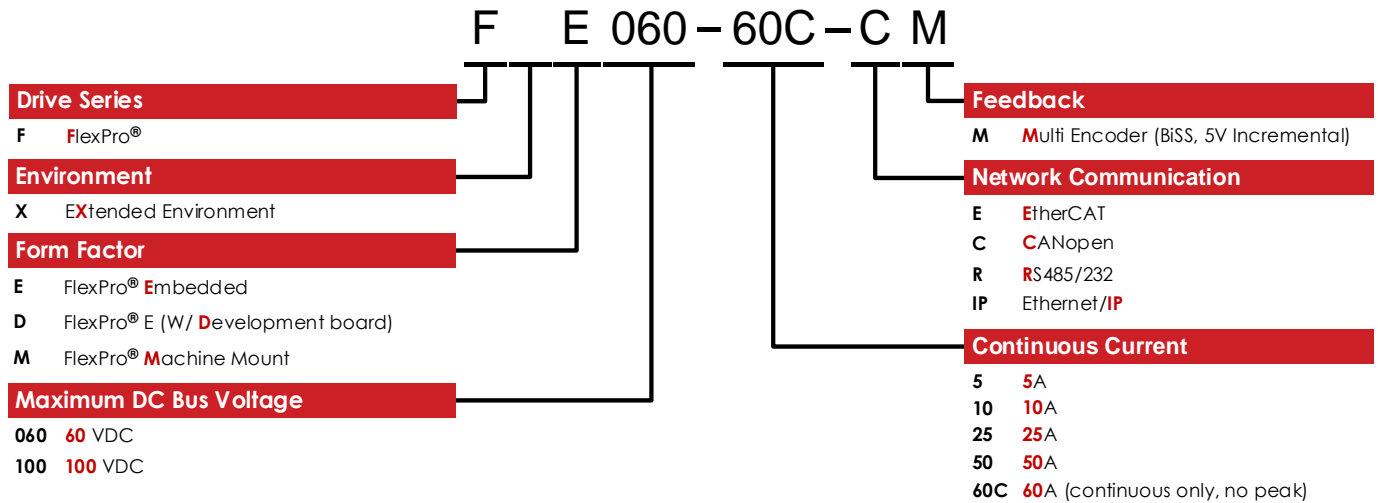 F E 060 – 60C – C M
Drive Series
F FlexPro®
Environment
X EXtended Environment
Form Factor
E FlexPro® Embedded
D FlexPro® E (W/ Development board)
M FlexPro® Machine Mount
Maximum DC Bus Voltage
060 60 VDC
100 100 VDC
Feedback
M Multi Encoder (BiSS, 5V Incremental)
Network Communication
E EtherCAT
C CANopen
R RS485/232
IP Ethernet/IP
Continuous Current
5 5A
10 10A
25 25A
50 50A
60C 60A (continuous only, no peak)